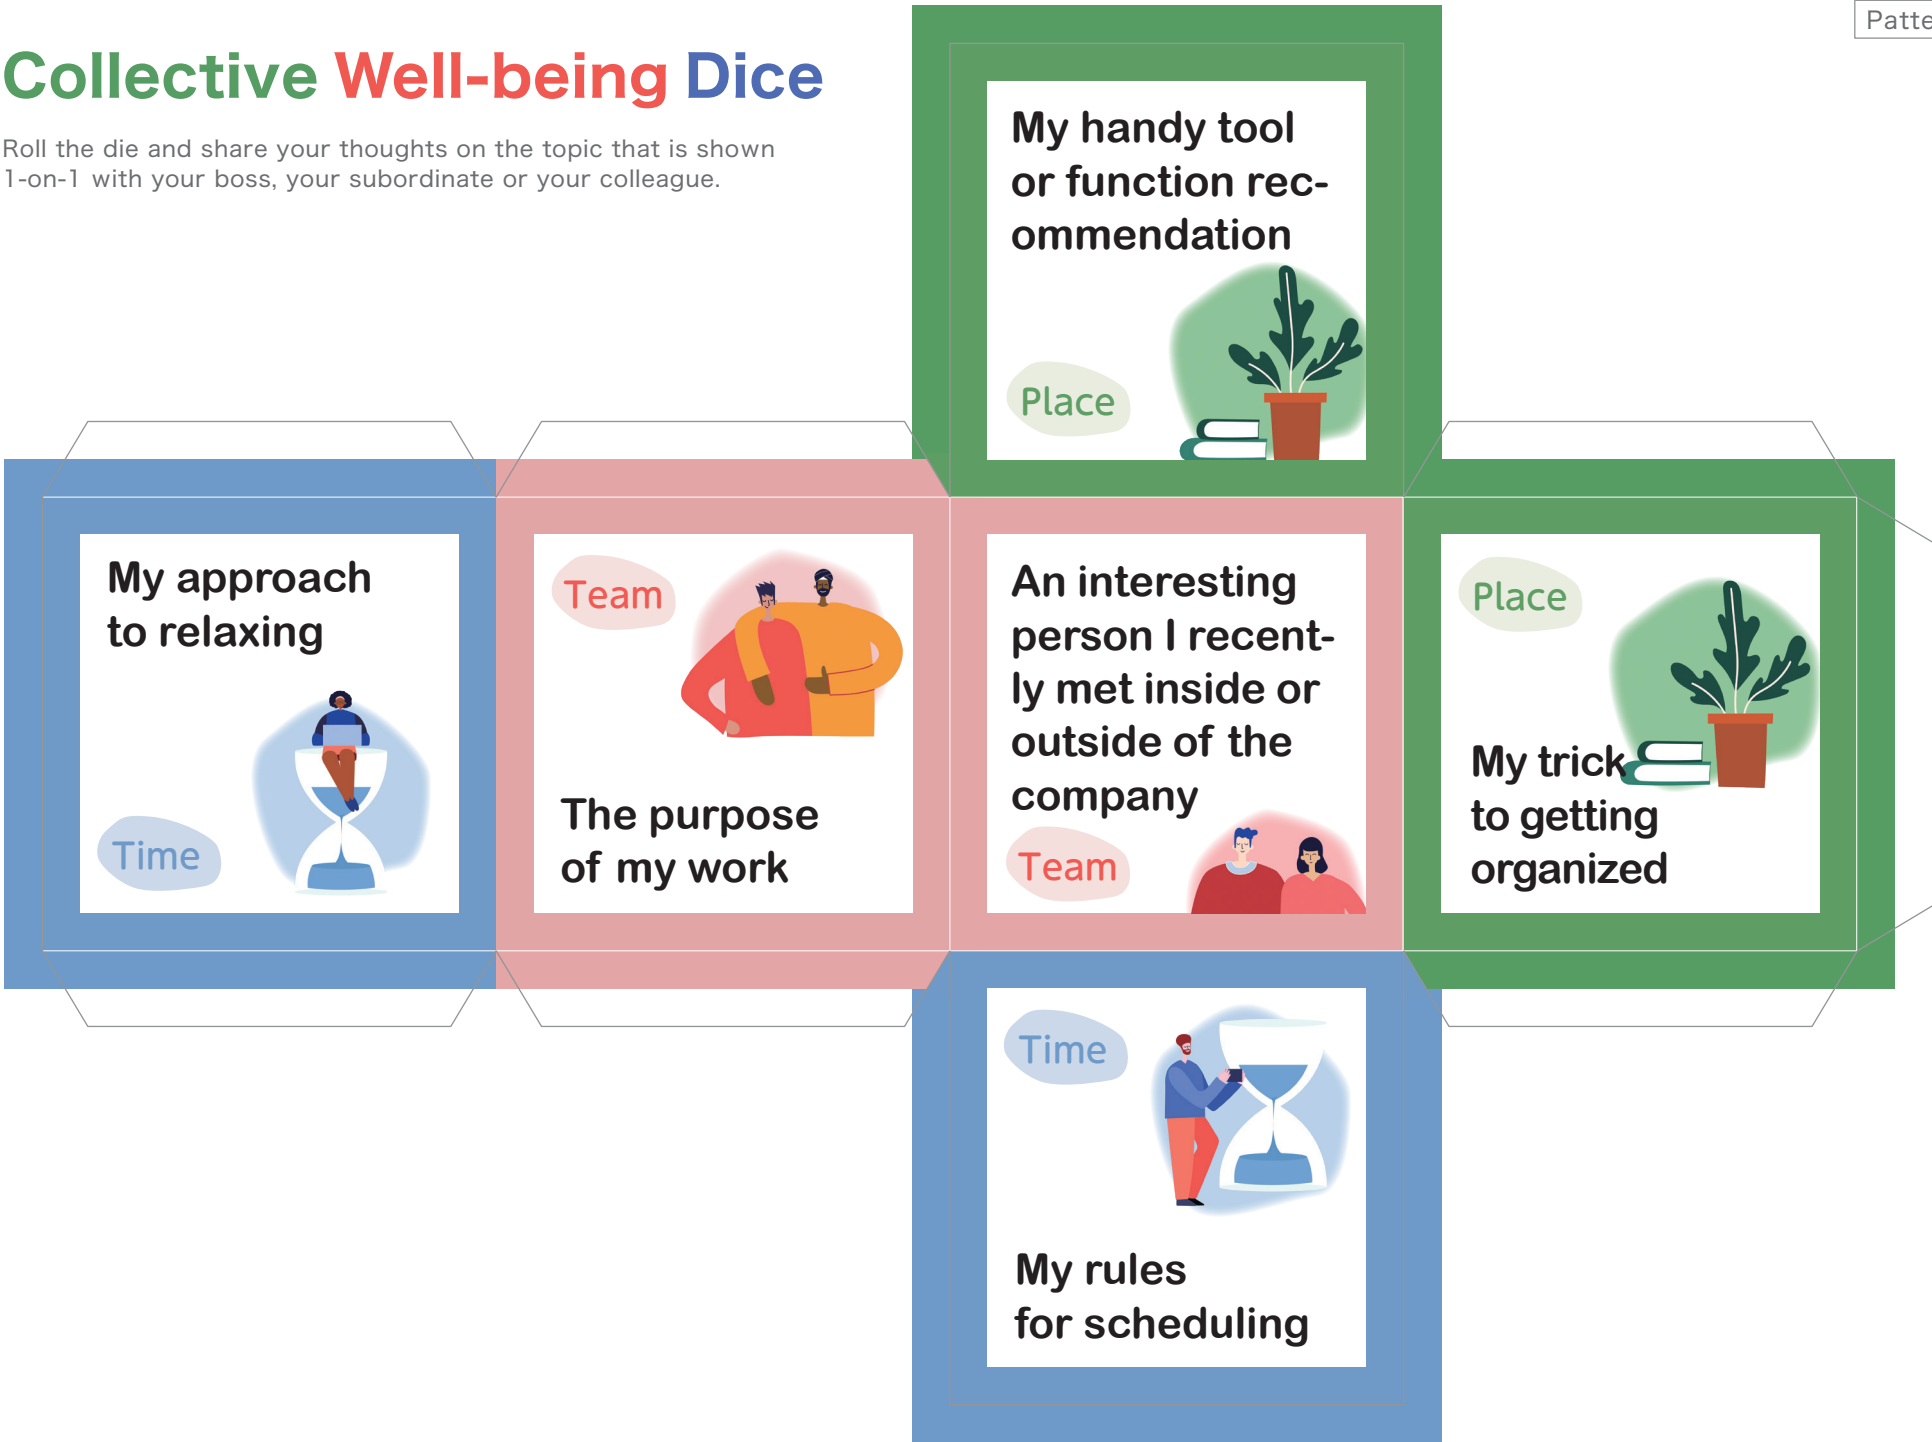 Patte
Collective Well-being Dice
Roll the die and share your thoughts on the topic that is shown
1-on-1 with your boss, your subordinate or your colleague.
My handy tool
or function rec-
ommendation
Place
My approach
to relaxing
Time
Team
The purpose
of my work
An interesting
person I recent-
ly met inside or
outside of the
company
Team
Place
My trick
to getting
organized
Time
My rules
for scheduling